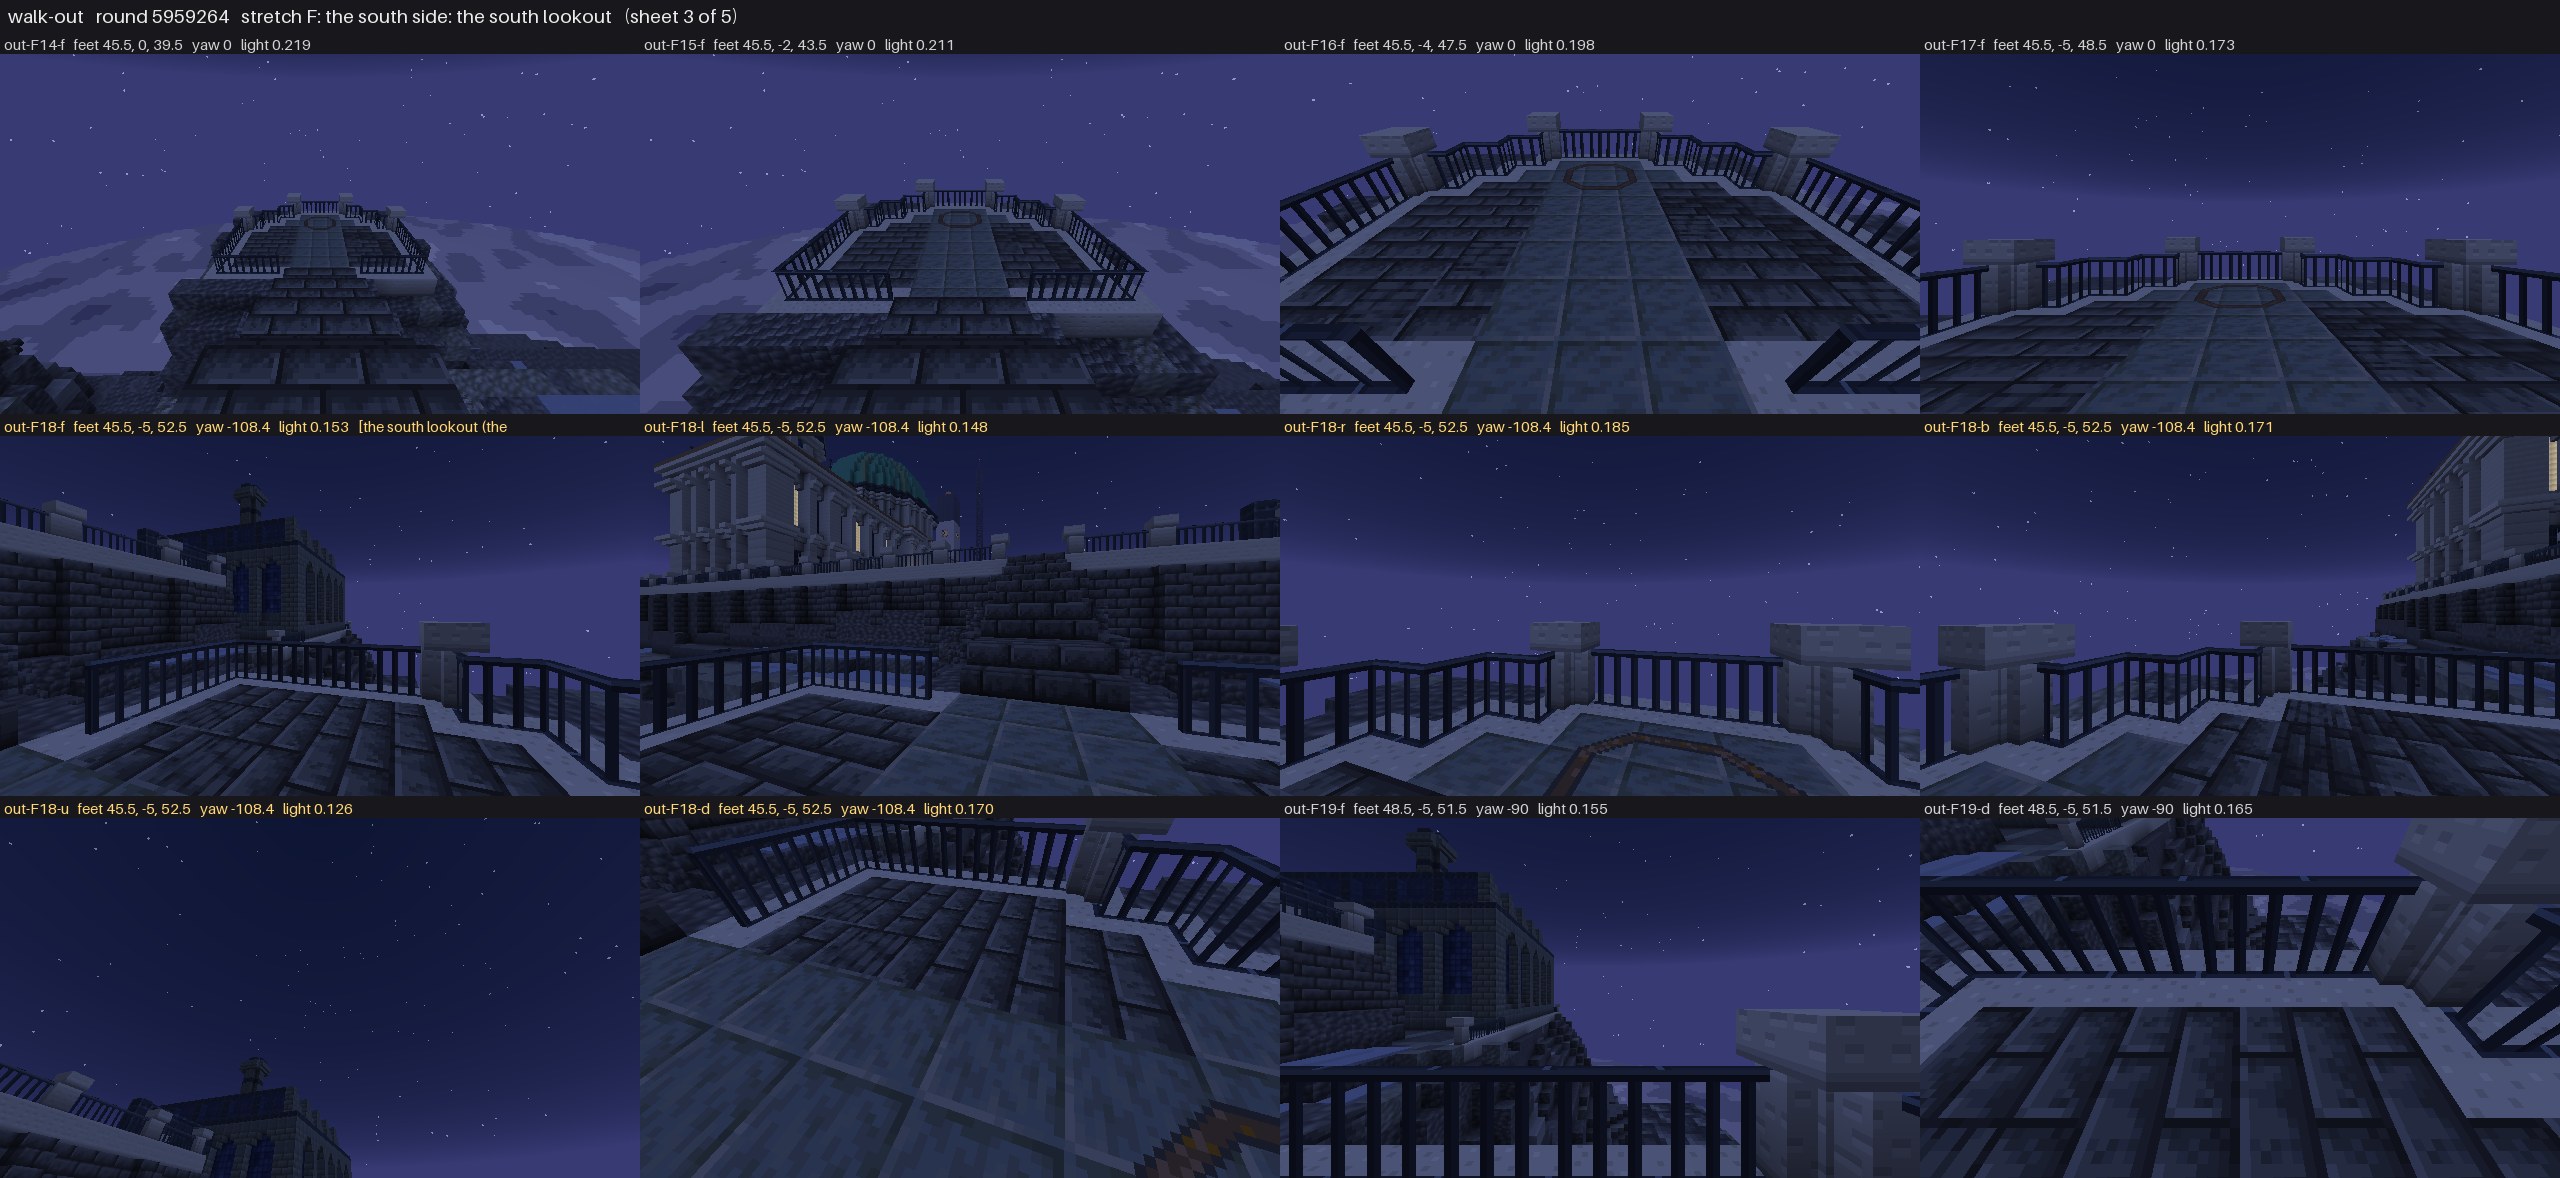 walk-out round 5959264 stretch F: the south side: the south lookout (sheet 3 of 5)
out-F14-f feet 45.5, 0, 39.5 yaw 0 light 0.219
out-F15-f feet 45.5, -2, 43.5 yaw 0 light 0.211
out-F16-f feet 45.5, -4, 47.5 yaw 0 light 0.198
out-F17-f feet 45.5, -5, 48.5 yaw 0 light 0.173
out-F18-f feet 45.5, -5, 52.5 yaw -108.4 light 0.153 [the south lookout (the
out-F18-l feet 45.5, -5, 52.5 yaw -108.4 light 0.148
out-F18-r feet 45.5, -5, 52.5 yaw -108.4 light 0.185
out-F18-b feet 45.5, -5, 52.5 yaw -108.4 light 0.171
out-F18-u feet 45.5, -5, 52.5 yaw -108.4 light 0.126
out-F18-d feet 45.5, -5, 52.5 yaw -108.4 light 0.170
out-F19-f feet 48.5, -5, 51.5 yaw -90 light 0.155
out-F19-d feet 48.5, -5, 51.5 yaw -90 light 0.165